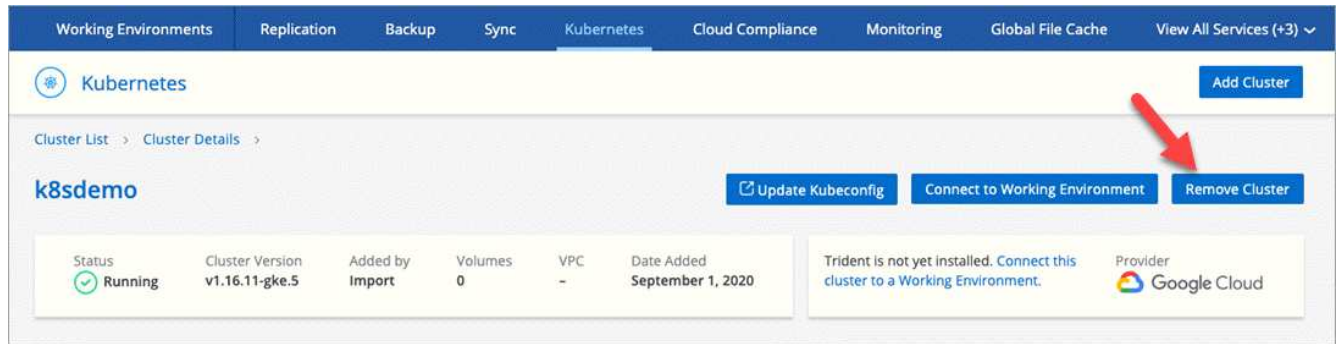 Working Environments Replication Backup Sync Kubernetes Cloud Compliance Monitoring Global File Cache View All Services (+3)
Kubernetes Add Cluster
Cluster List > Cluster Details >
k8sdemo Update Kubeconfig Connect to Working Environment Remove Cluster
Status Cluster Version Added by Volumes VPC Date Added
Running v1.16.11-gke.5 Import 0 – September 1, 2020
Trident is not yet installed. Connect this
cluster to a Working Environment.
Provider
Google Cloud